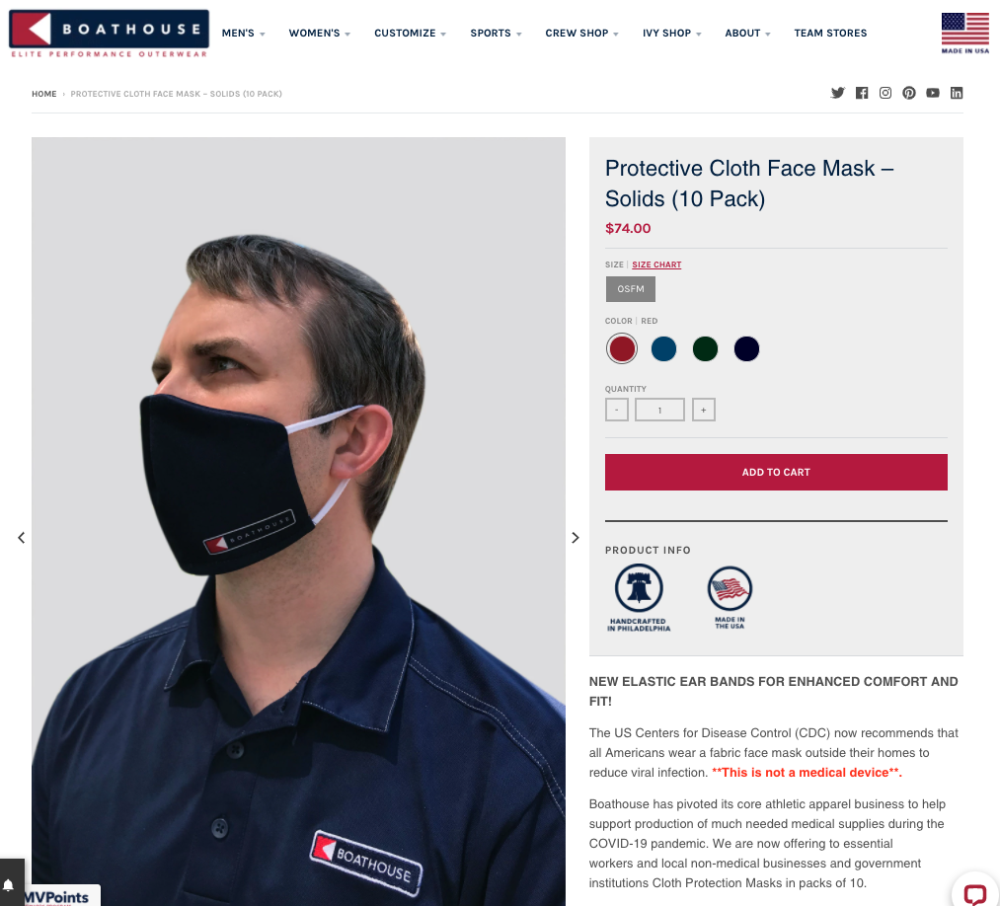 BOATHOUSE
ELITE PERFORMANCE OUTERWEAR
MEN'S WOMEN'S CUSTOMIZE SPORTS CREW SHOP IVY SHOP ABOUT TEAM STORES
MADE IN USA
HOME › PROTECTIVE CLOTH FACE MASK – SOLIDS (10 PACK)
Protective Cloth Face Mask –
Solids (10 Pack)
$74.00
SIZE | SIZE CHART
OSFM
COLOR | RED
QUANTITY
- 1 +
ADD TO CART
PRODUCT INFO
HANDCRAFTED
IN PHILADELPHIA
MADE IN
THE USA
NEW ELASTIC EAR BANDS FOR ENHANCED COMFORT AND
FIT!
The US Centers for Disease Control (CDC) now recommends that
all Americans wear a fabric face mask outside their homes to
reduce viral infection. **This is not a medical device**.
Boathouse has pivoted its core athletic apparel business to help
support production of much needed medical supplies during the
COVID-19 pandemic. We are now offering to essential
workers and local non-medical businesses and government
institutions Cloth Protection Masks in packs of 10.
BOATHOUSE
BOATHOUSE
MVPoints